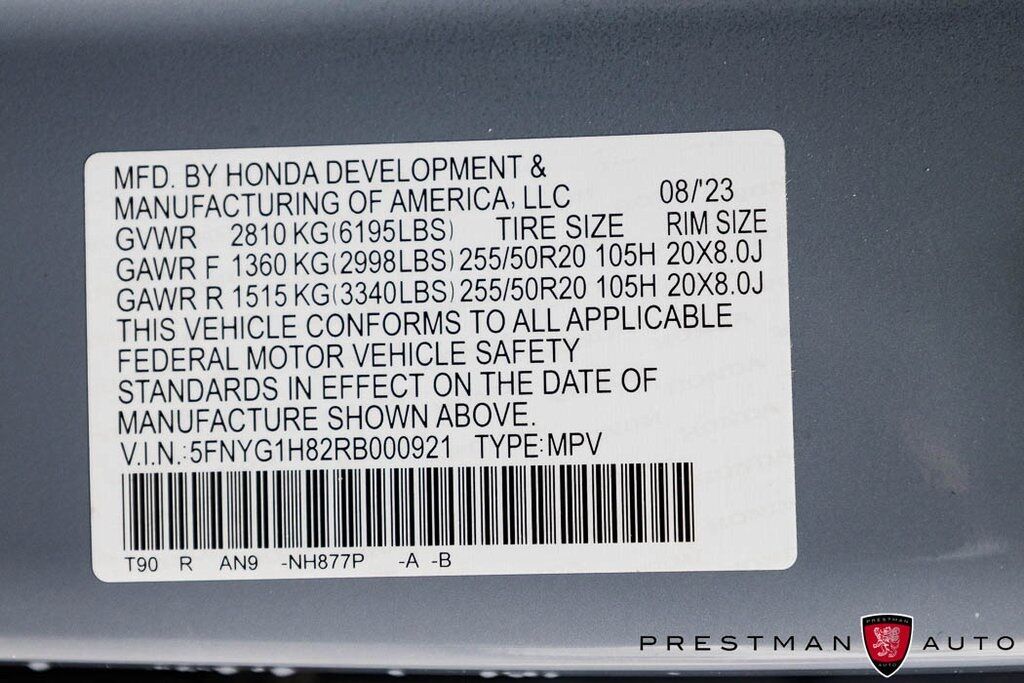 MFD. BY HONDA DEVELOPMENT &
MANUFACTURING OF AMERICA, LLC 08/'23
GVWR 2810 KG(6195LBS) TIRE SIZE RIM SIZE
GAWR F 1360 KG(2998LBS) 255/50R20 105H 20X8.0J
GAWR R 1515 KG(3340LBS) 255/50R20 105H 20X8.0J
THIS VEHICLE CONFORMS TO ALL APPLICABLE
FEDERAL MOTOR VEHICLE SAFETY
STANDARDS IN EFFECT ON THE DATE OF
MANUFACTURE SHOWN ABOVE.
V.I.N.:5FNYG1H82RB000921 TYPE:MPV
T90 R AN9 -NH877P -A -B
PRESTMAN AUTO
PRESTMAN
AUTO